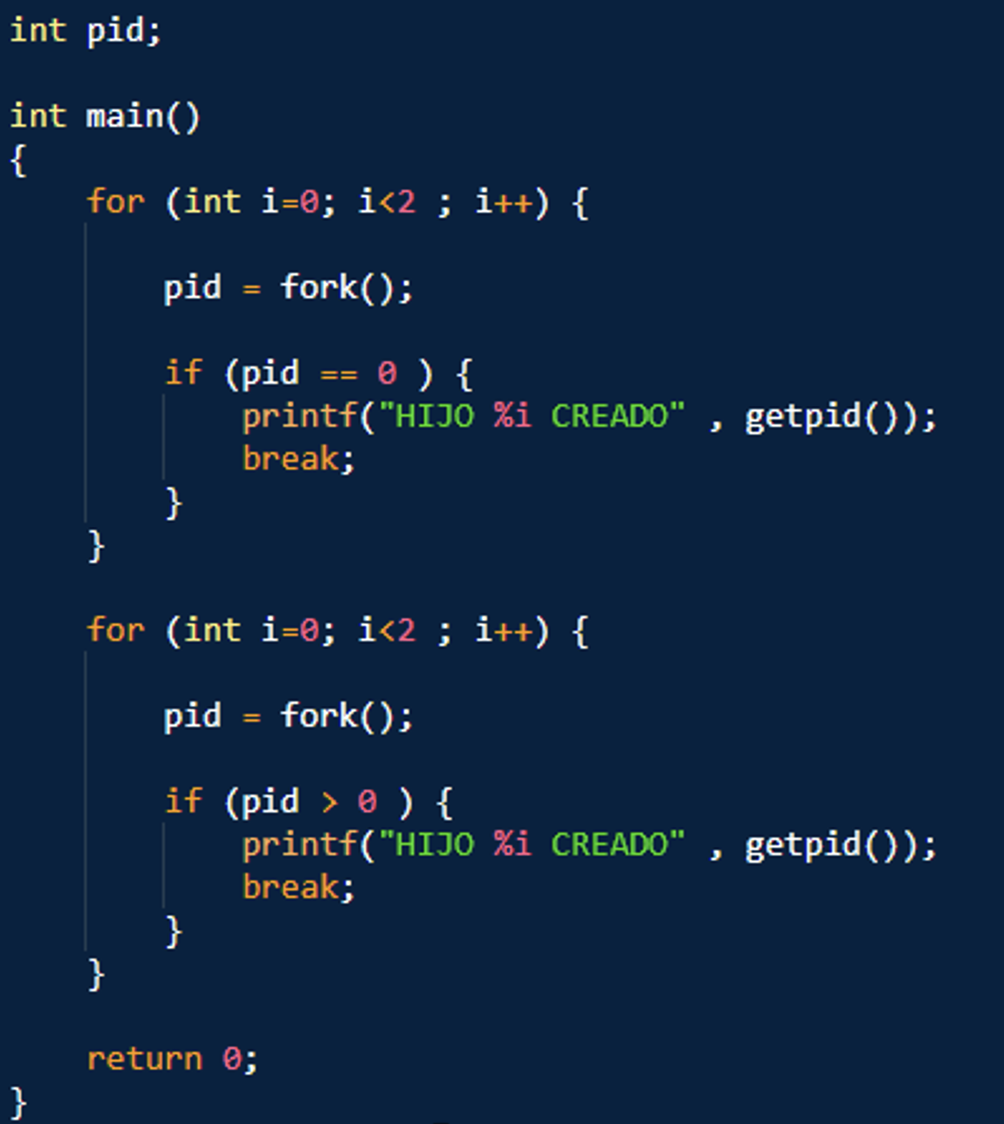 int pid;
int main()
{
for (int i=0; i<2 ; i++) {
pid = fork();
if (pid == 0 ) {
printf("HIJO %i CREADO" , getpid());
break;
}
}
for (int i=0; i<2 ; i++) {
pid = fork();
if (pid > 0 ) {
printf("HIJO %i CREADO" , getpid());
break;
}
}
return 0;
}